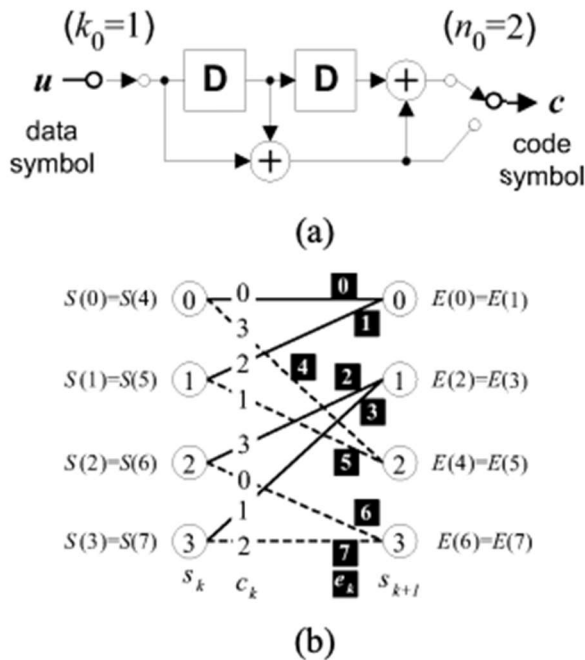 (k₀=1) (n₀=2)
u D D + c
data symbol + code symbol
(a)
S(0)=S(4) 0 0 0 0 E(0)=E(1)
3 1
4
S(1)=S(5) 1 2 2 1 E(2)=E(3)
1 3
S(2)=S(6) 2 3 5 2 E(4)=E(5)
0
1 6
S(3)=S(7) 3 2 7 3 E(6)=E(7)
sₖ cₖ eₖ sₖ₊₁
(b)